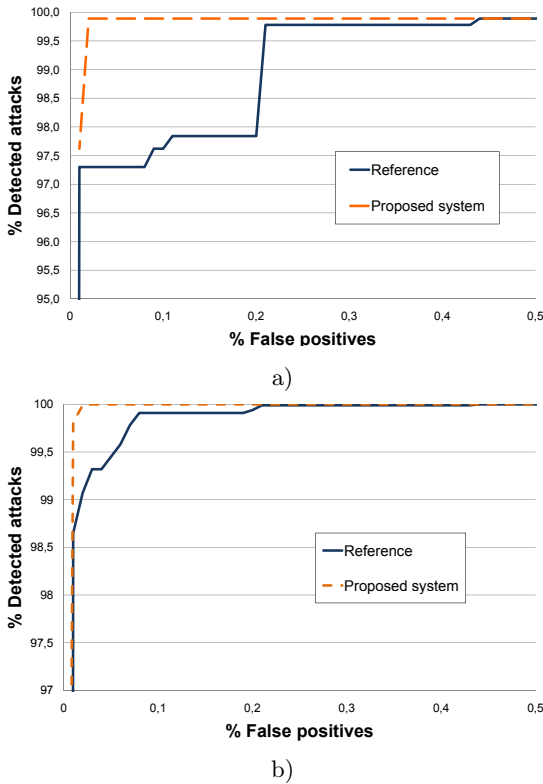 100,0
99,5
99,0
98,5
98,0
97,5
97,0
96,5
96,0
95,5
95,0
% Detected attacks
Reference
Proposed system
0 0,1 0,2 0,3 0,4 0,5
% False positives
a)
100
99,5
99
98,5
98
97,5
97
% Detected attacks
Reference
Proposed system
0 0,1 0,2 0,3 0,4 0,5
% False positives
b)